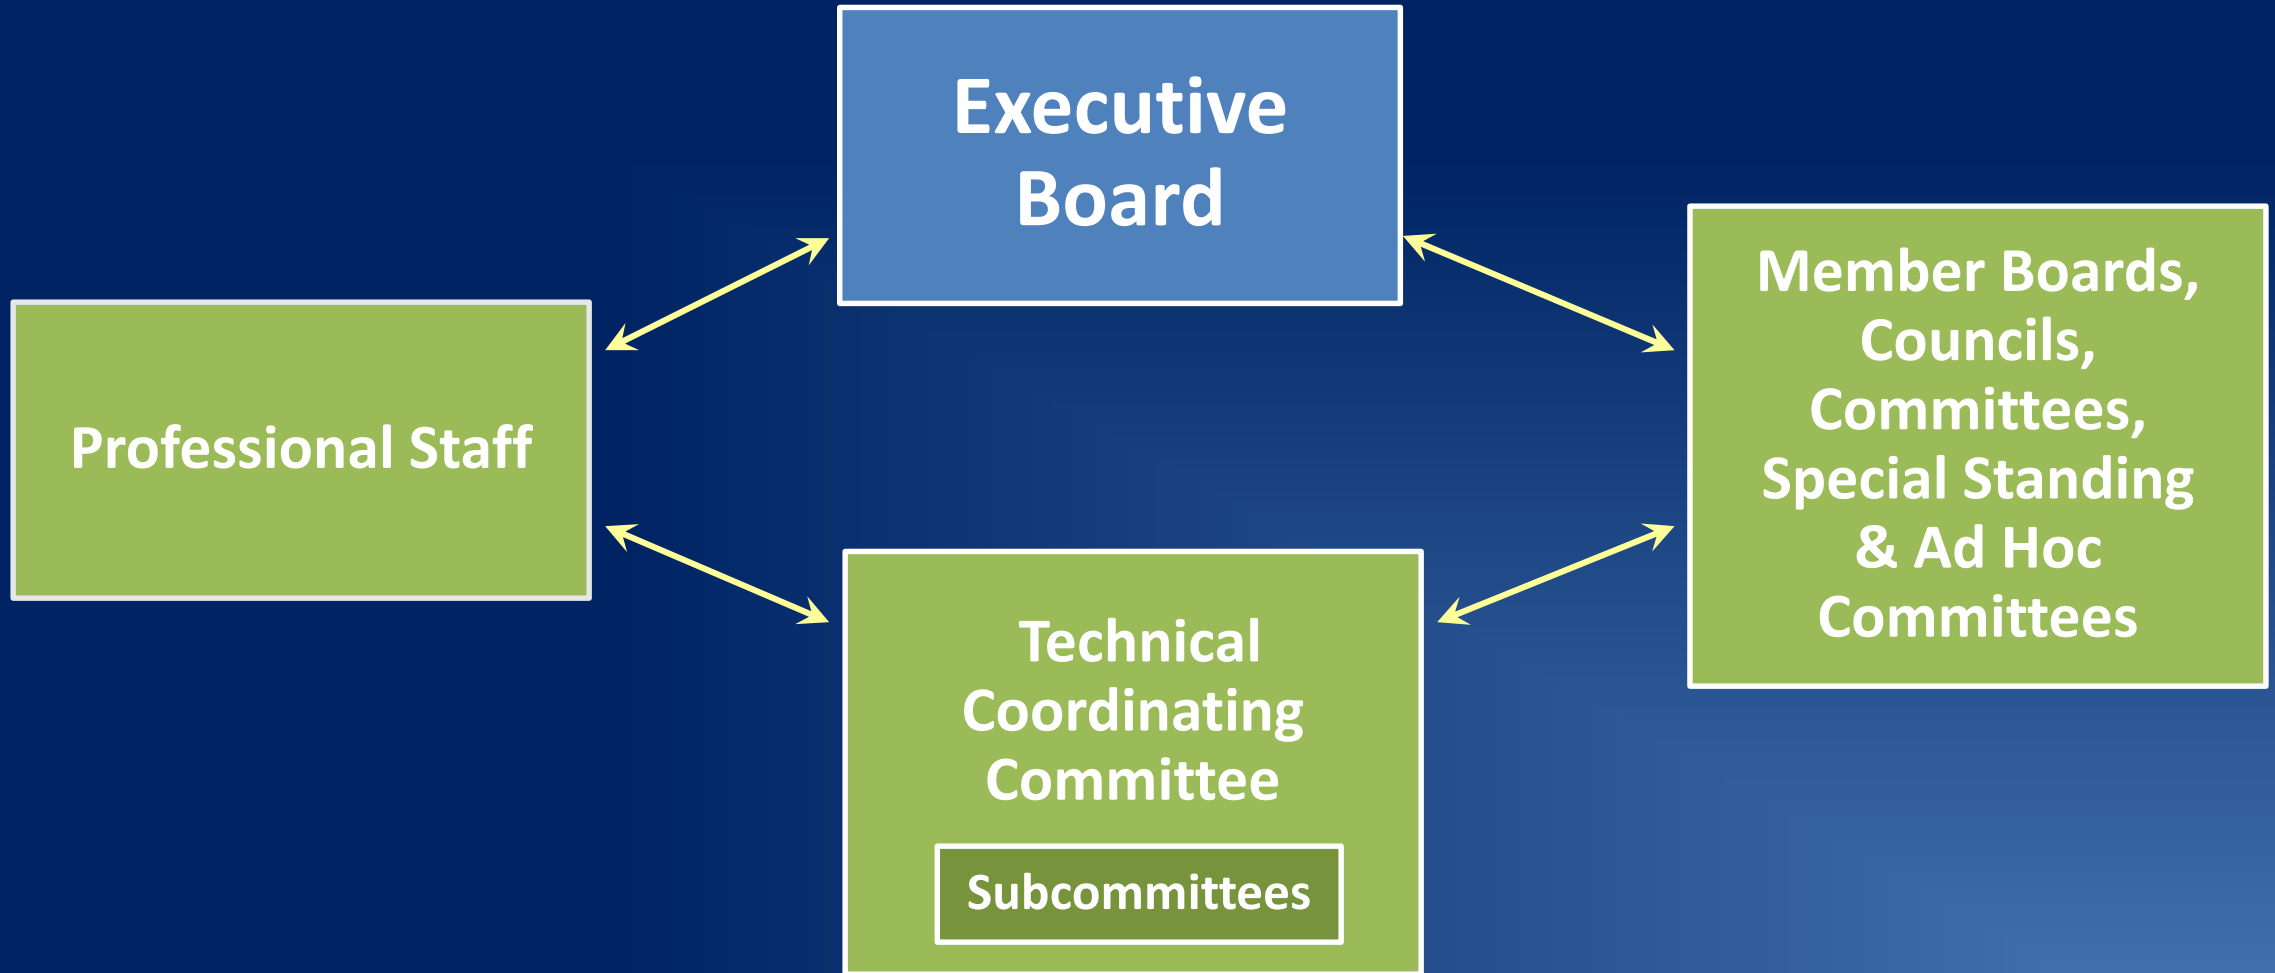 Executive
Board
Professional Staff
Member Boards,
Councils,
Committees,
Special Standing
& Ad Hoc
Committees
Technical
Coordinating
Committee
Subcommittees